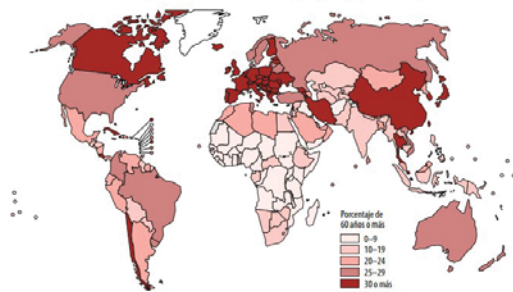 Porcentaje de
60 años o más
0–9
10–19
20–24
25–29
30 o más